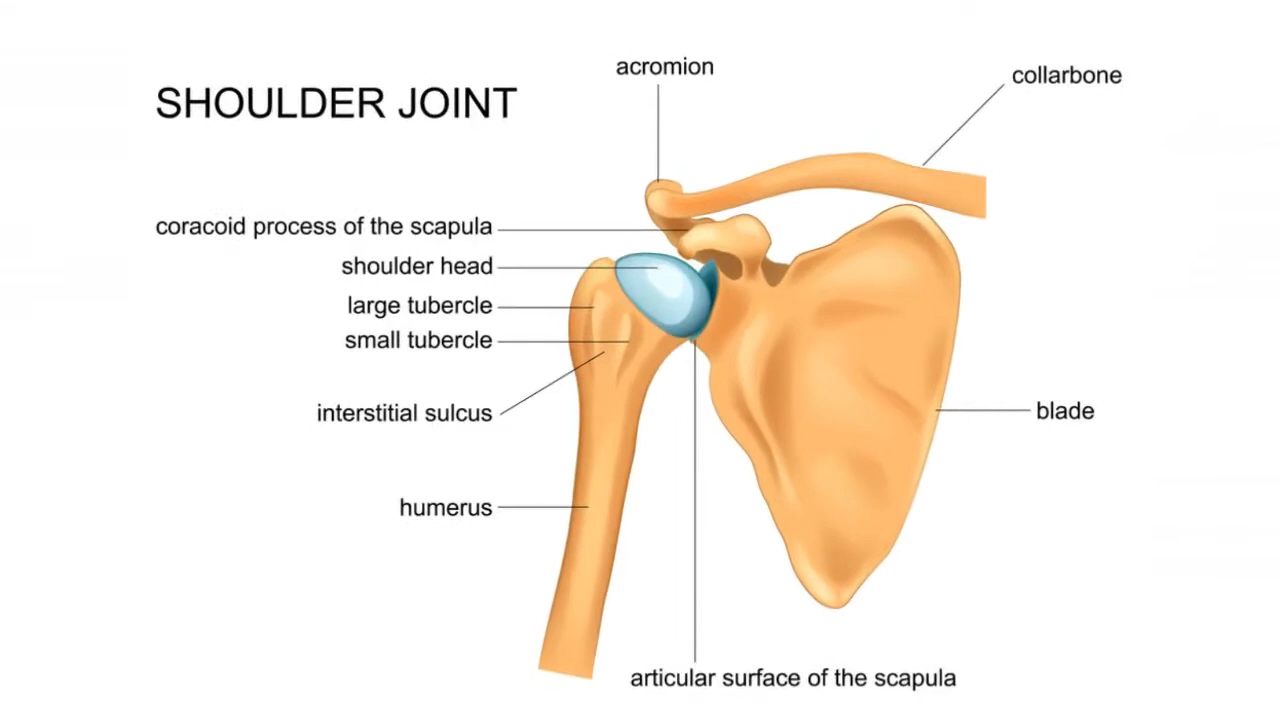 SHOULDER JOINT
acromion
collarbone
coracoid process of the scapula
shoulder head
large tubercle
small tubercle
interstitial sulcus
blade
humerus
articular surface of the scapula